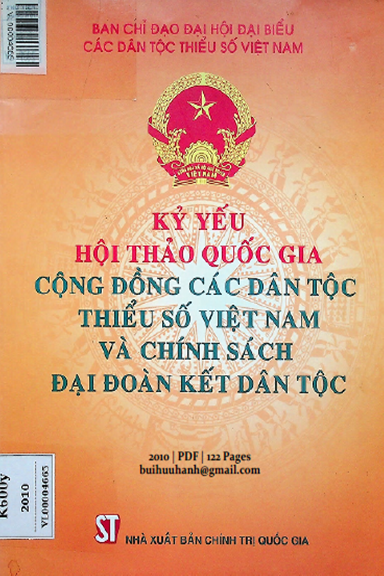 BAN CHỈ ĐẠO ĐẠI HỘI ĐẠI BIỂU
CÁC DÂN TỘC THIỂU SỐ VIỆT NAM
KỶ YẾU
HỘI THẢO QUỐC GIA
CỘNG ĐỒNG CÁC DÂN TỘC
THIỂU SỐ VIỆT NAM
VÀ CHÍNH SÁCH
ĐẠI ĐOÀN KẾT DÂN TỘC
2010 | PDF | 122 Pages
buihuuhanh@gmail.com
K600y
2010
VL00004665
ST
NHÀ XUẤT BẢN CHÍNH TRỊ QUỐC GIA